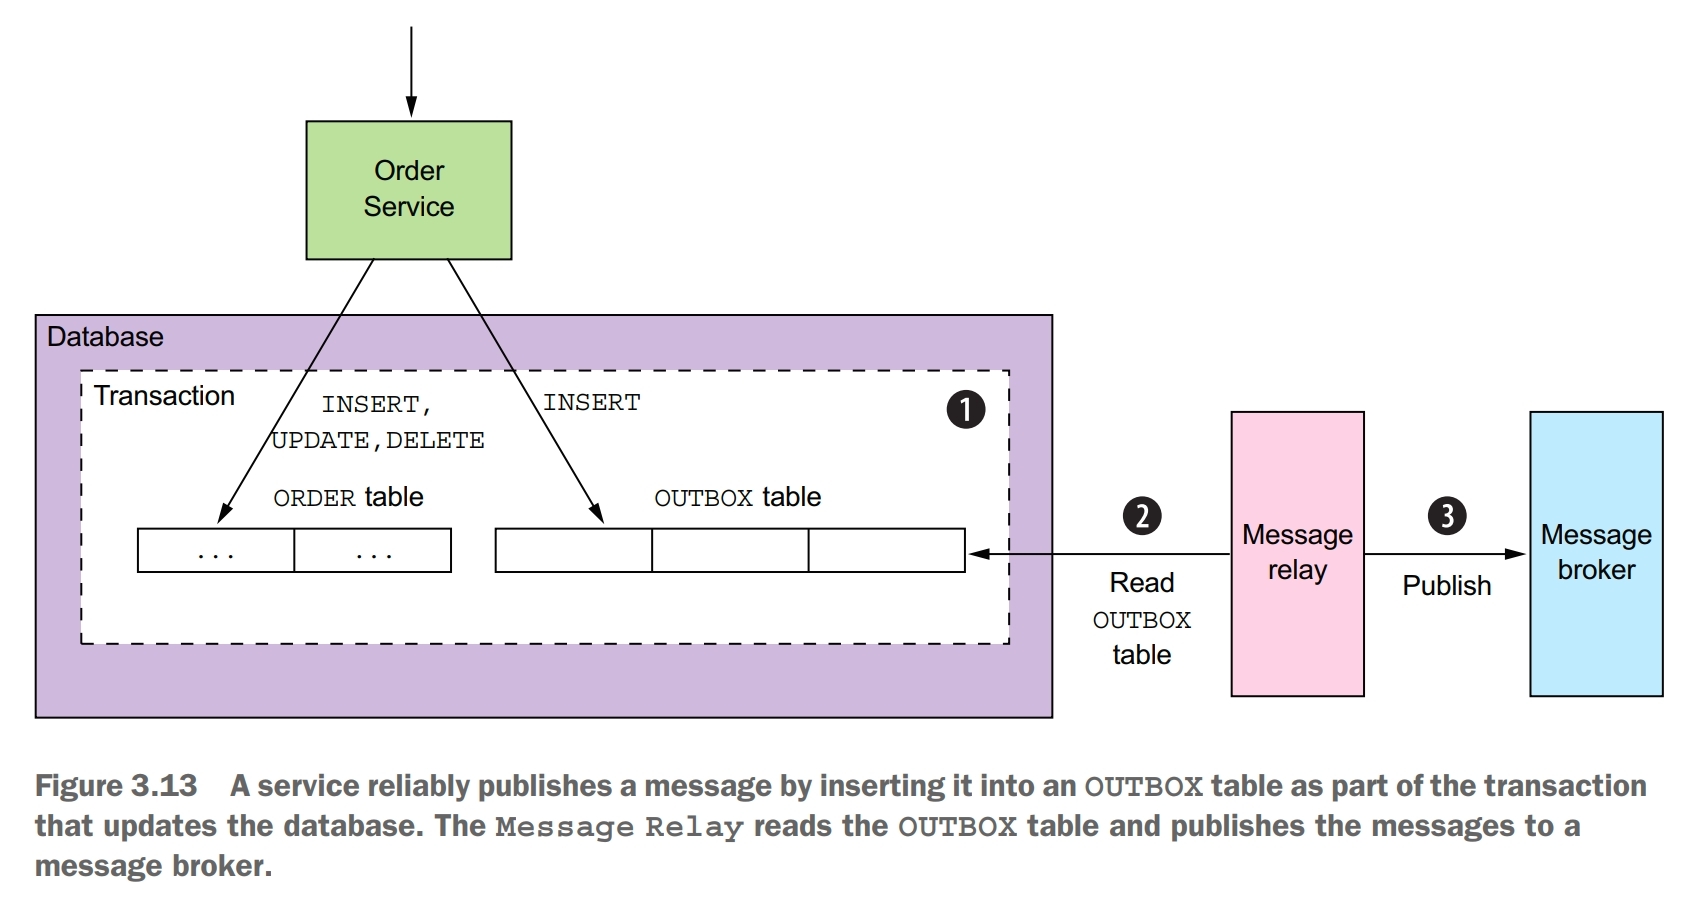 Order
Service
Database
Transaction
INSERT,
UPDATE,DELETE
INSERT
1
ORDER table
OUTBOX table
... ...
2
Read
OUTBOX
table
Message
relay
3
Publish
Message
broker
Figure 3.13 A service reliably publishes a message by inserting it into an OUTBOX table as part of the transaction
that updates the database. The Message Relay reads the OUTBOX table and publishes the messages to a
message broker.